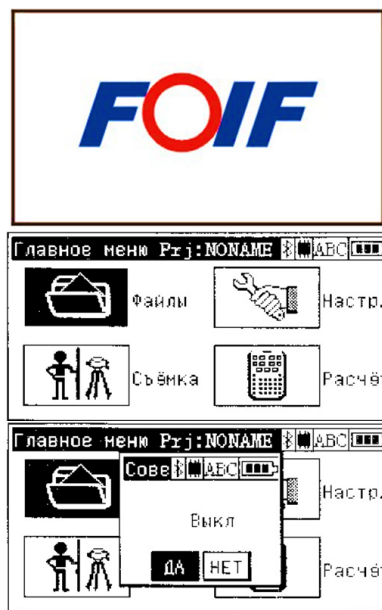 FOIF
Главное меню Prj:NONAME ABC
Файлы
Настр.
Съёмка
Расчёт
Главное меню Prj:NONAME ABC
Сове ABC
Настр.
Выкл
ДА НЕТ
Расчёт